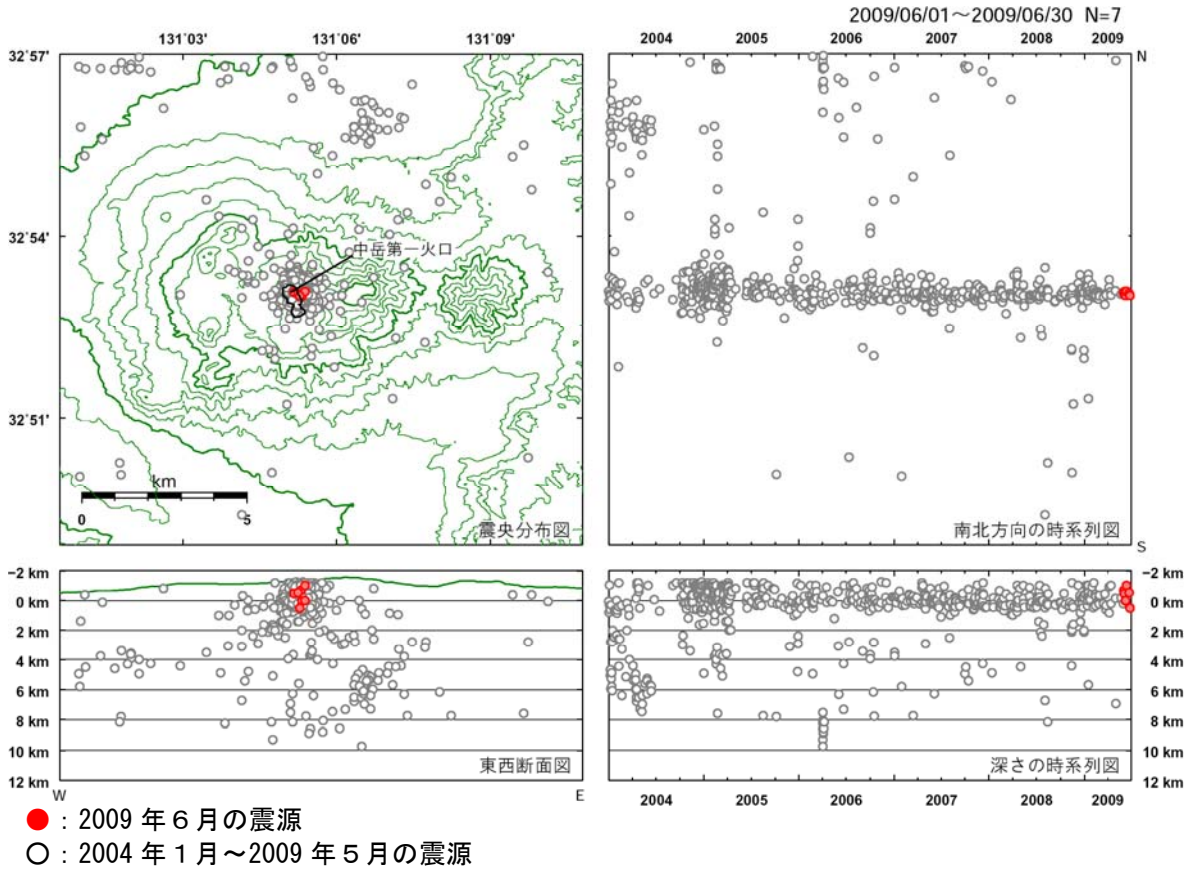 2009/06/01～2009/06/30 N=7
131°03' 131°06' 131°09'
2004 2005 2006 2007 2008 2009
32°57'
32°54'
32°51'
N
中岳第一火口
km
0 5
震央分布図
南北方向の時系列図
S
-2 km
0 km
2 km
4 km
6 km
8 km
10 km
12 km
東西断面図
W E
-2 km
0 km
2 km
4 km
6 km
8 km
10 km
12 km
深さの時系列図
2004 2005 2006 2007 2008 2009
●：2009 年６月の震源
○：2004 年１月～2009 年５月の震源